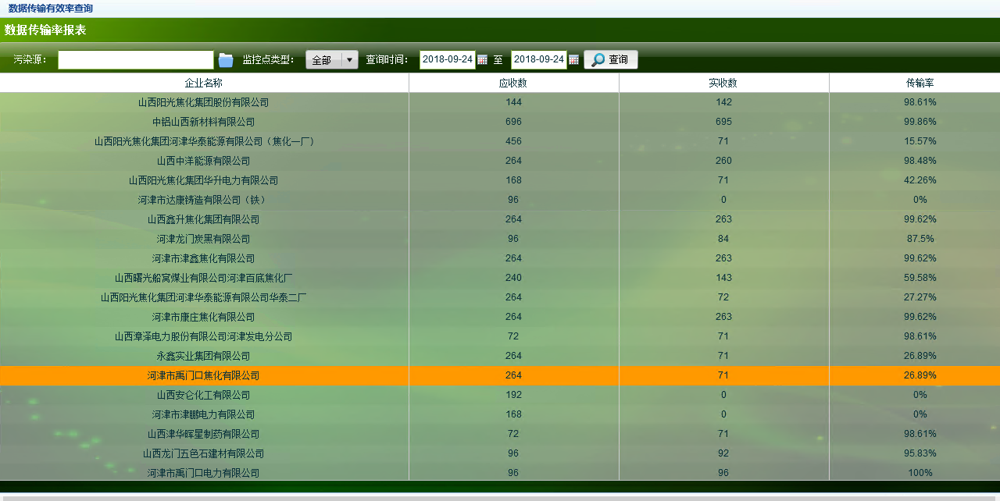 数据传输有效率查询
数据传输率报表
污染源： 监控点类型： 全部 查询时间： 2018-09-24 至 2018-09-24 查询
企业名称 应收数 实收数 传输率
山西阳光焦化集团股份有限公司 144 142 98.61%
中铝山西新材料有限公司 696 695 99.86%
山西阳光焦化集团河津华泰能源有限公司（焦化一厂） 456 71 15.57%
山西中洋能源有限公司 264 260 98.48%
山西阳光焦化集团华升电力有限公司 168 71 42.26%
河津市达康铸造有限公司（铁） 96 0 0%
山西鑫升焦化集团有限公司 264 263 99.62%
河津龙门炭黑有限公司 96 84 87.5%
河津市津鑫焦化有限公司 264 263 99.62%
山西曙光船窝煤业有限公司河津百底焦化厂 240 143 59.58%
山西阳光焦化集团河津华泰能源有限公司华泰二厂 264 72 27.27%
河津市康庄焦化有限公司 264 263 99.62%
山西漳泽电力股份有限公司河津发电分公司 72 71 98.61%
永鑫实业集团有限公司 264 71 26.89%
河津市禹门口焦化有限公司 264 71 26.89%
山西安仑化工有限公司 192 0 0%
河津市津鹏电力有限公司 168 0 0%
山西津华晖星制药有限公司 72 71 98.61%
山西龙门五色石建材有限公司 96 92 95.83%
河津市禹门口电力有限公司 96 96 100%